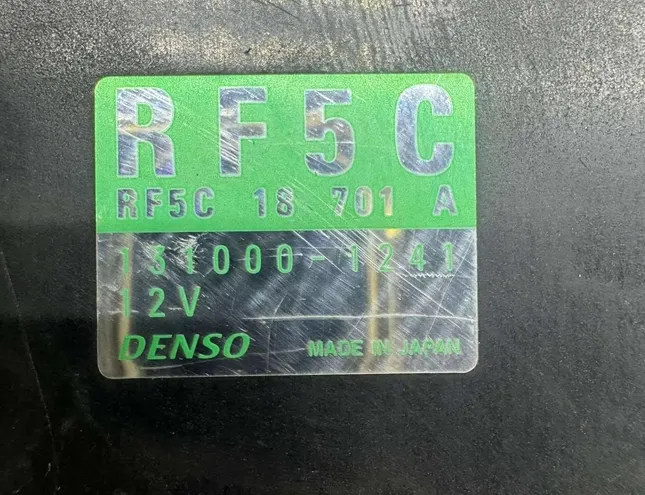 RF5C
RF5C 18 701 A
131000-1241
12V
DENSO MADE IN JAPAN